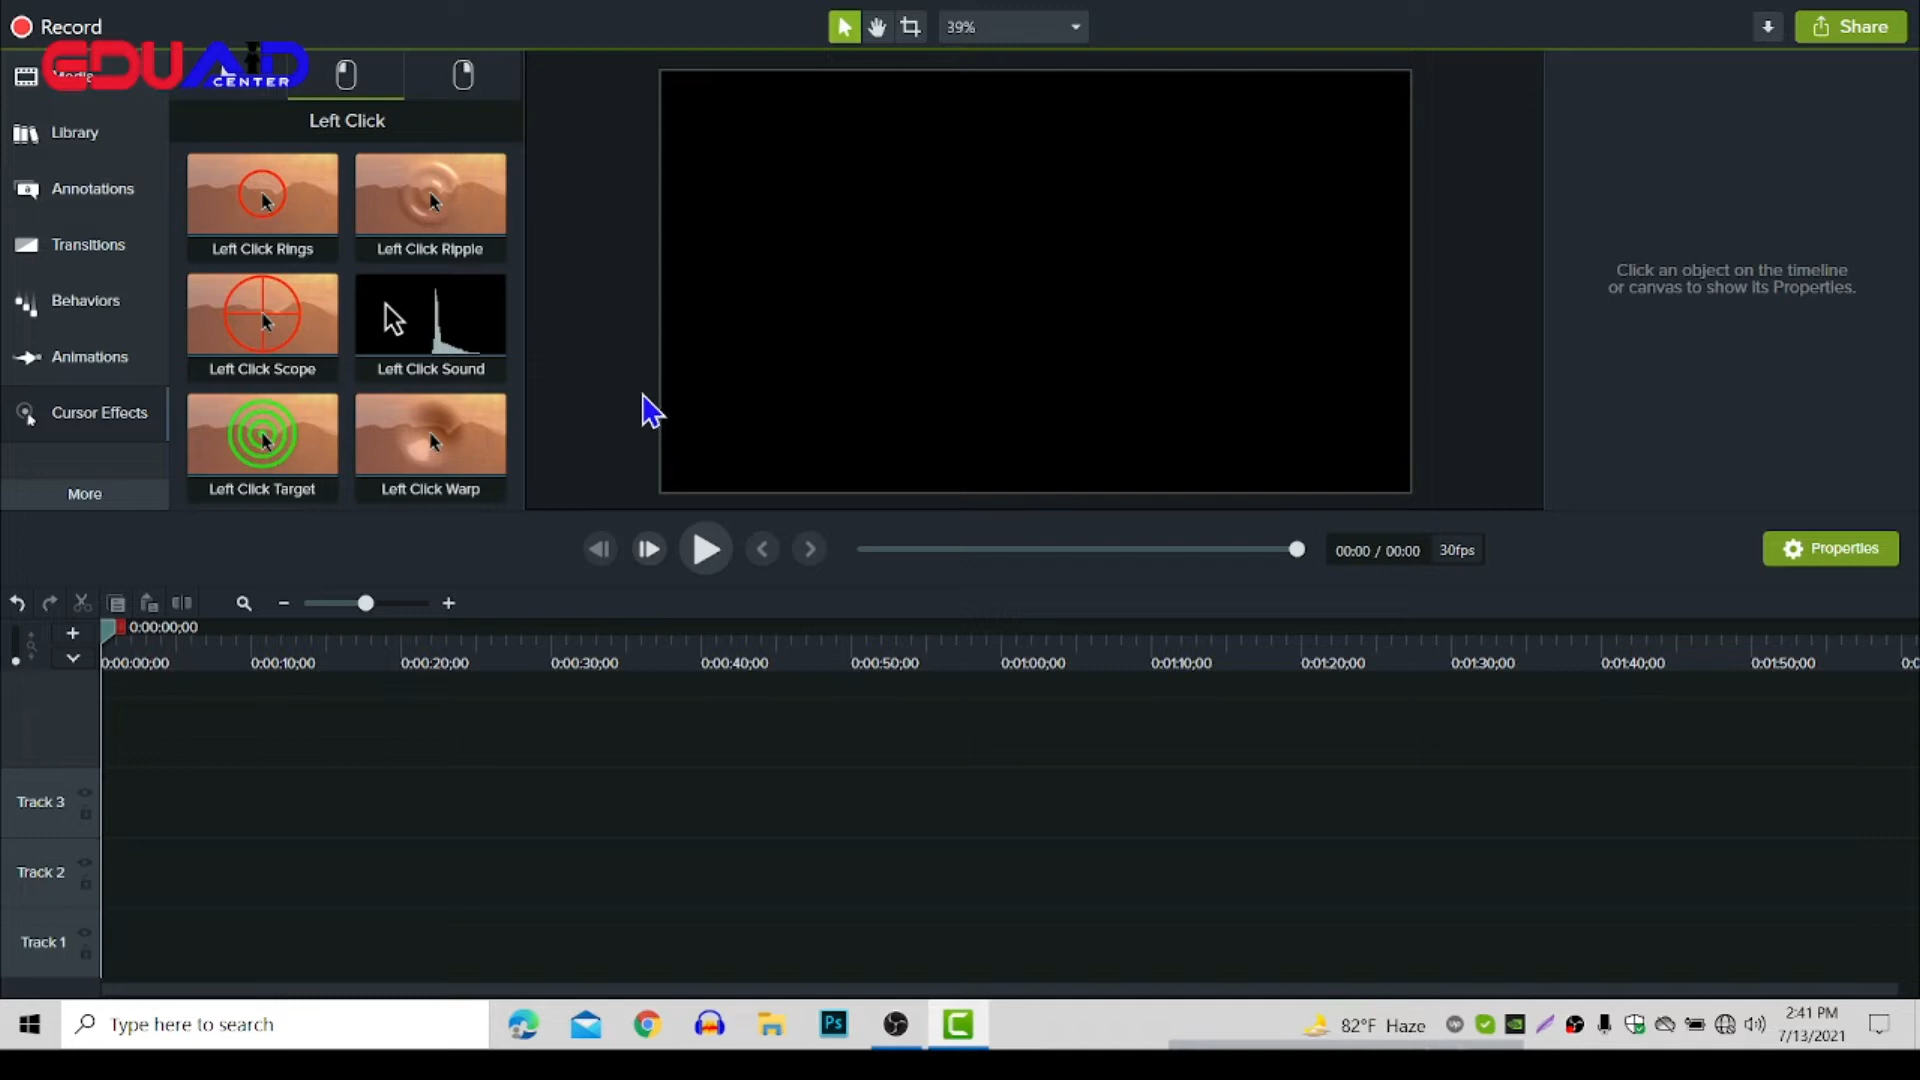 Record
39%
Share
EDUAID
CENTER
Library
Annotations
Transitions
Behaviors
Animations
Cursor Effects
More
Left Click
Left Click Rings
Left Click Ripple
Left Click Scope
Left Click Sound
Left Click Target
Left Click Warp
Click an object on the timeline
or canvas to show its Properties.
00:00 / 00:00 30fps
Properties
0:00:00;00
0:00:00;00 0:00:10;00 0:00:20;00 0:00:30;00 0:00:40;00 0:00:50;00 0:01:00;00 0:01:10;00 0:01:20;00 0:01:30;00 0:01:40;00 0:01:50;00
Track 3
Track 2
Track 1
Type here to search
Ps
82°F Haze
2:41 PM
7/13/2021